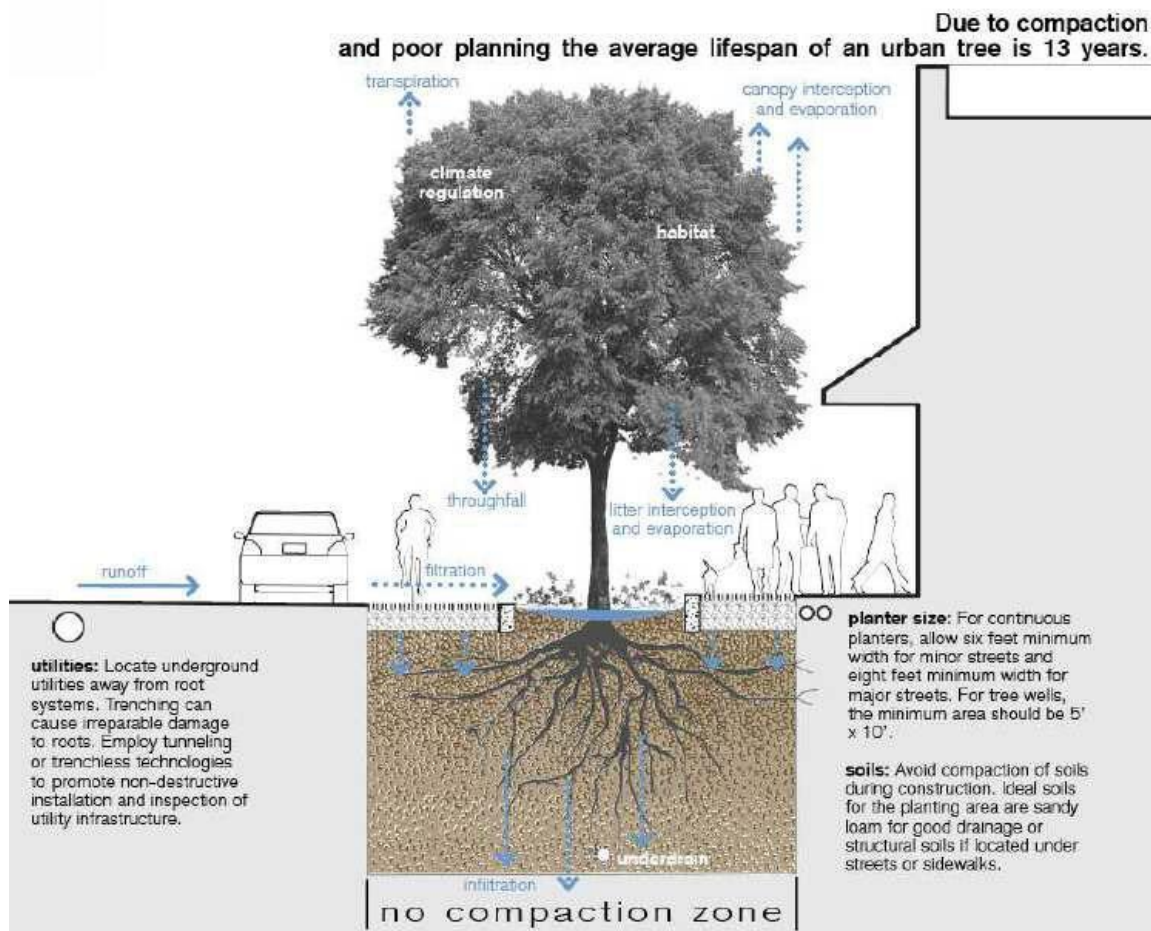 Due to compaction
and poor planning the average lifespan of an urban tree is 13 years.
transpiration
canopy interception
and evaporation
climate
regulation
habitat
throughfall
litter interception
and evaporation
runoff
filtration
utilities: Locate underground
utilities away from root
systems. Trenching can
cause irreparable damage
to roots. Employ tunneling
or trenchless technologies
to promote non-destructive
installation and inspection of
utility infrastructure.
planter size: For continuous
planters, allow six feet minimum
width for minor streets and
eight feet minimum width for
major streets. For tree wells,
the minimum area should be 5'
x 10'.
soils: Avoid compaction of soils
during construction. Ideal soils
for the planting area are sandy
loam for good drainage or
structural soils if located under
streets or sidewalks.
underdrain
infiltration
no compaction zone